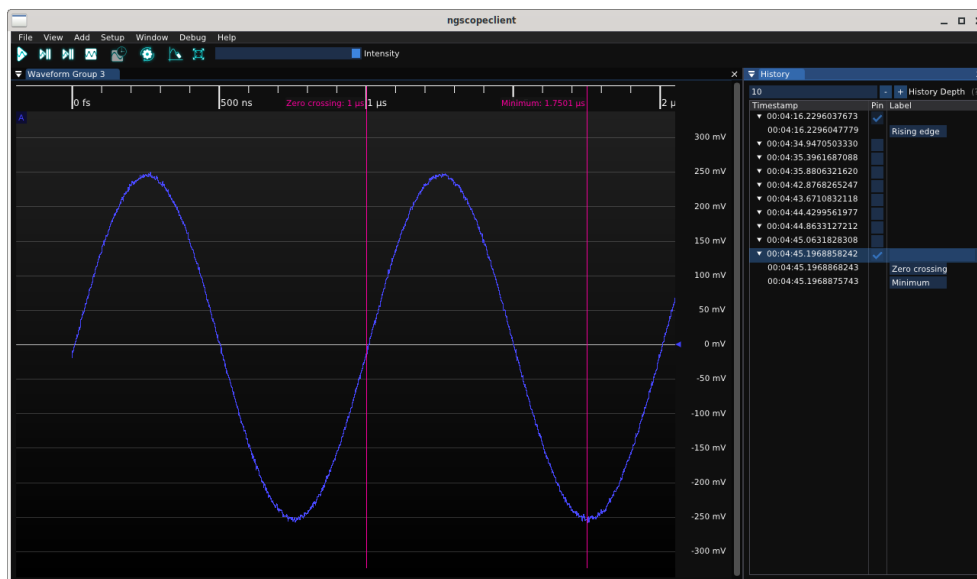 ngscopeclient
File View Add Setup Window Debug Help
Intensity
Waveform Group 3
History
0 fs 500 ns Zero crossing: 1 µs 1 µs Minimum: 1.7501 µs
10 - + History Depth
Timestamp Pin Label
00:04:16.2296037673
00:04:16.2296047779 Rising edge
00:04:34.9470503330
00:04:35.3961687088
00:04:35.8806321620
00:04:42.8768265247
00:04:43.6710832118
00:04:44.4299561977
00:04:44.8633127212
00:04:45.0631828308
00:04:45.1968858242
00:04:45.1968868243 Zero crossing
00:04:45.1968875743 Minimum
A
300 mV
250 mV
200 mV
150 mV
100 mV
50 mV
0 mV
-50 mV
-100 mV
-150 mV
-200 mV
-250 mV
-300 mV